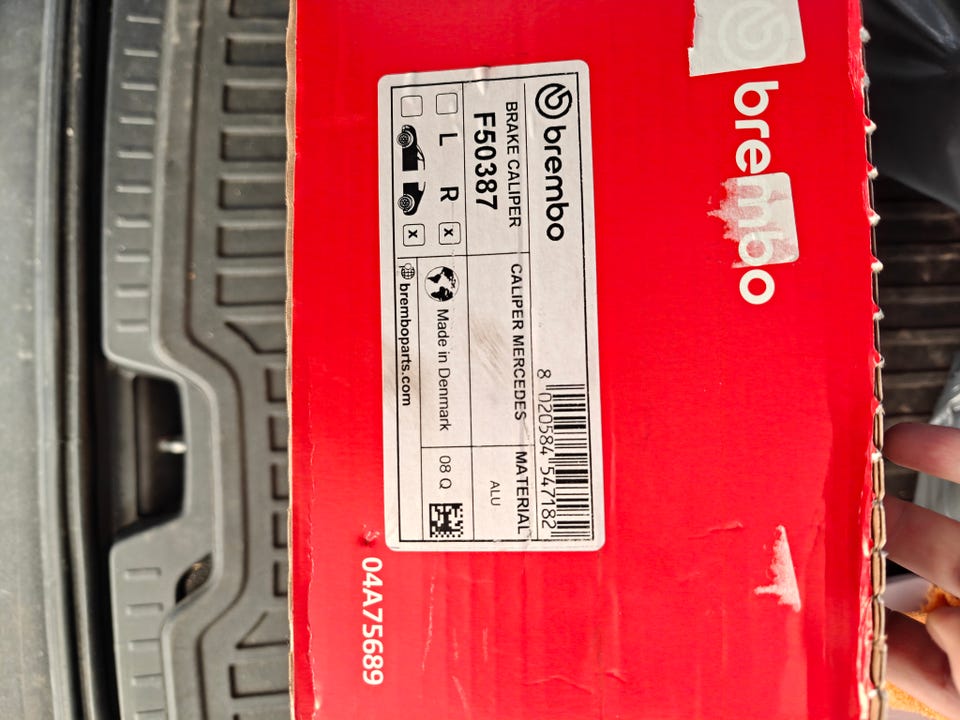 brembo
brembo
8 020584 547182
BRAKE CALIPER
F50387
CALIPER MERCEDES
MATERIAL
ALU
L R x
x
Made in Denmark
08 Q
bremboparts.com
04A75689